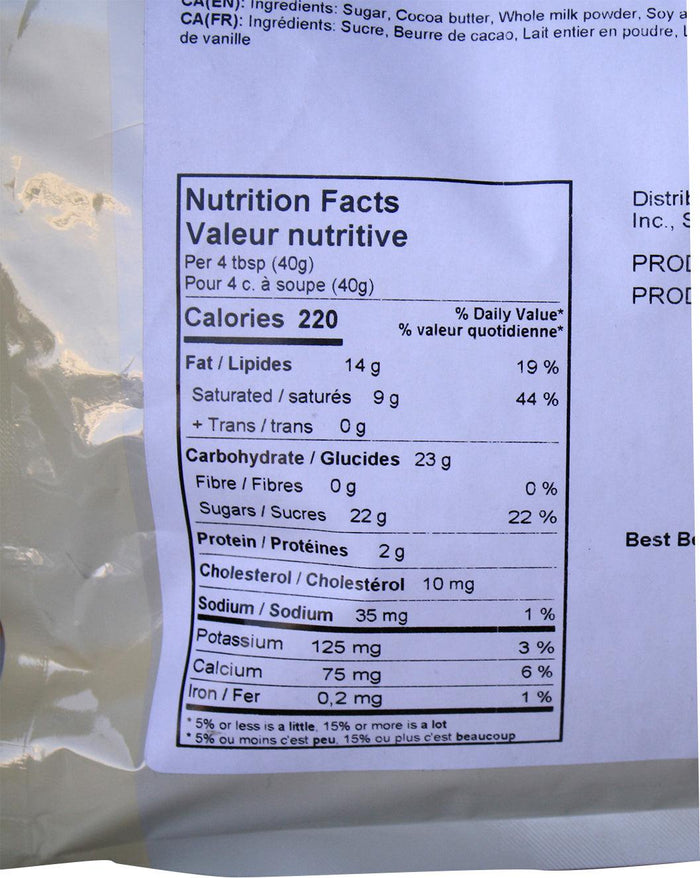 CA(EN): Ingredients: Sugar, Cocoa butter, Whole milk powder, Soy
CA(FR): Ingrédients: Sucre, Beurre de cacao, Lait entier en poudre,
de vanille
Nutrition Facts
Valeur nutritive
Per 4 tbsp (40g)
Pour 4 c. à soupe (40g)
Calories 220
% Daily Value*
% valeur quotidienne*
Fat / Lipides 14 g 19 %
Saturated / saturés 9 g 44 %
+ Trans / trans 0 g
Carbohydrate / Glucides 23 g
Fibre / Fibres 0 g 0 %
Sugars / Sucres 22 g 22 %
Protein / Protéines 2 g
Cholesterol / Cholestérol 10 mg
Sodium / Sodium 35 mg 1 %
Potassium 125 mg 3 %
Calcium 75 mg 6 %
Iron / Fer 0,2 mg 1 %
* 5% or less is a little, 15% or more is a lot
* 5% ou moins c'est peu, 15% ou plus c'est beaucoup
Inc.,
Best